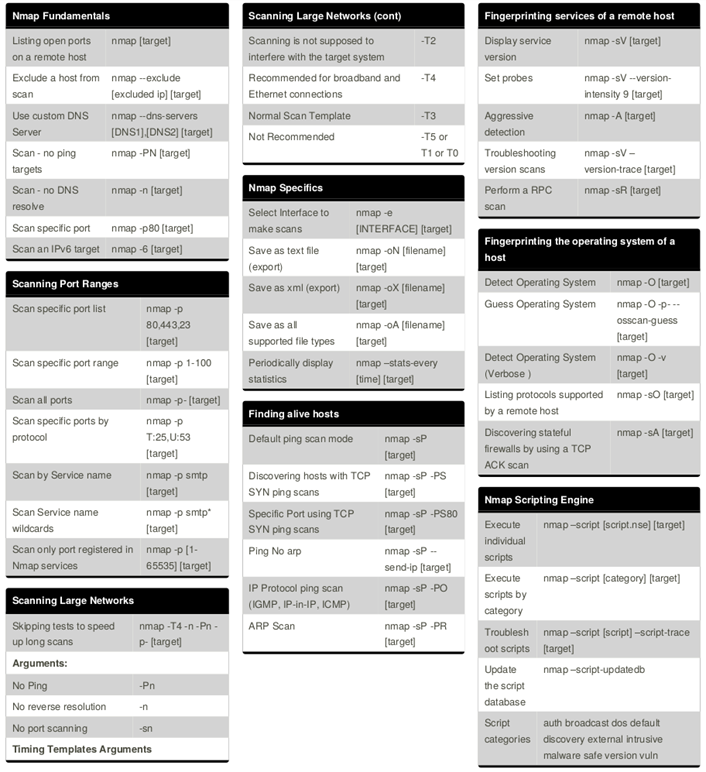 Nmap Fundamentals
Listing open ports nmap [target]
on a remote host
Exclude a host from nmap --exclude
scan [excluded ip] [target]
Use custom DNS nmap --dns-servers
Server [DNS1],[DNS2] [target]
Scan - no ping nmap -PN [target]
targets
Scan - no DNS nmap -n [target]
resolve
Scan specific port nmap -p80 [target]
Scan an IPv6 target nmap -6 [target]
Scanning Port Ranges
Scan specific port list nmap -p
80,443,23
[target]
Scan specific port range nmap -p 1-100
[target]
Scan all ports nmap -p- [target]
Scan specific ports by nmap -p
protocol T:25,U:53
[target]
Scan by Service name nmap -p smtp
[target]
Scan Service name nmap -p smtp*
wildcards [target]
Scan only port registered in nmap -p [1-
Nmap services 65535] [target]
Scanning Large Networks
Skipping tests to speed nmap -T4 -n -Pn -
up long scans p- [target]
Arguments:
No Ping -Pn
No reverse resolution -n
No port scanning -sn
Timing Templates Arguments
Scanning Large Networks (cont)
Scanning is not supposed to -T2
interfere with the target system
Recommended for broadband and -T4
Ethernet connections
Normal Scan Template -T3
Not Recommended -T5 or
T1 or T0
Nmap Specifics
Select Interface to nmap -e
make scans [INTERFACE] [target]
Save as text file nmap -oN [filename]
(export) [target]
Save as xml (export) nmap -oX [filename]
[target]
Save as all nmap -oA [filename]
supported file types [target]
Periodically display nmap –stats-every
statistics [time] [target]
Finding alive hosts
Default ping scan mode nmap -sP
[target]
Discovering hosts with TCP nmap -sP -PS
SYN ping scans [target]
Specific Port using TCP nmap -sP -PS80
SYN ping scans [target]
Ping No arp nmap -sP --
send-ip [target]
IP Protocol ping scan nmap -sP -PO
(IGMP, IP-in-IP, ICMP) [target]
ARP Scan nmap -sP -PR
[target]
Fingerprinting services of a remote host
Display service nmap -sV [target]
version
Set probes nmap -sV --version-
intensity 9 [target]
Aggressive nmap -A [target]
detection
Troubleshooting nmap -sV –
version scans version-trace [target]
Perform a RPC nmap -sR [target]
scan
Fingerprinting the operating system of a
host
Detect Operating System nmap -O [target]
Guess Operating System nmap -O -p- --
osscan-guess
[target]
Detect Operating System nmap -O -v
(Verbose ) [target]
Listing protocols supported nmap -sO [target]
by a remote host
Discovering stateful nmap -sA [target]
firewalls by using a TCP
ACK scan
Nmap Scripting Engine
Execute nmap –script [script.nse] [target]
individual
scripts
Execute nmap –script [category] [target]
scripts by
category
Troublesh nmap –script [script] –script-trace
oot scripts [target]
Update nmap –script-updatedb
the script
database
Script auth broadcast dos default
categories discovery external intrusive
malware safe version vuln